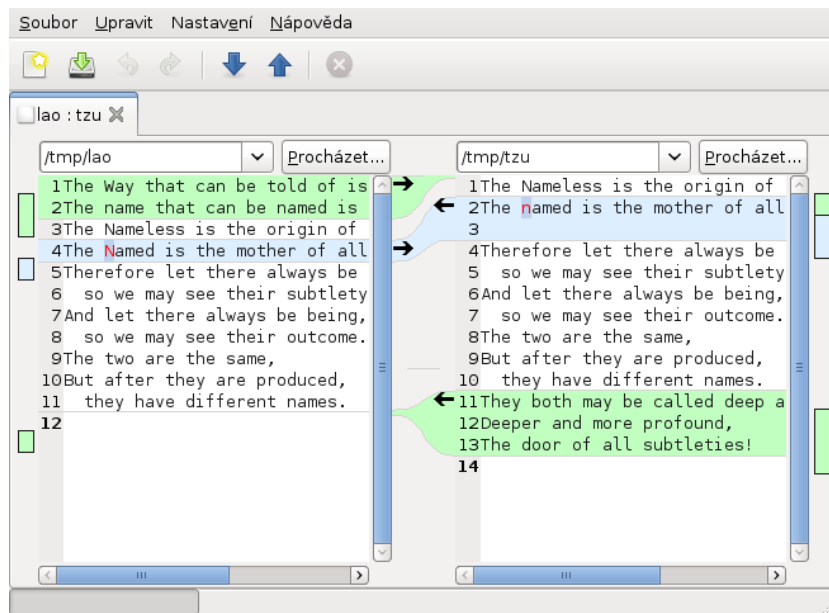 Soubor Upravit Nastavení Nápověda
lao : tzu
/tmp/lao Procházet...
1The Way that can be told of is
2The name that can be named is
3The Nameless is the origin of
4The Named is the mother of all
5Therefore let there always be
6  so we may see their subtlety
7And let there always be being,
8  so we may see their outcome.
9The two are the same,
10But after they are produced,
11  they have different names.
12
/tmp/tzu Procházet...
1The Nameless is the origin of
2The named is the mother of all
3
4Therefore let there always be
5  so we may see their subtlety
6And let there always be being,
7  so we may see their outcome.
8The two are the same,
9But after they are produced,
10  they have different names.
11They both may be called deep a
12Deeper and more profound,
13The door of all subtleties!
14